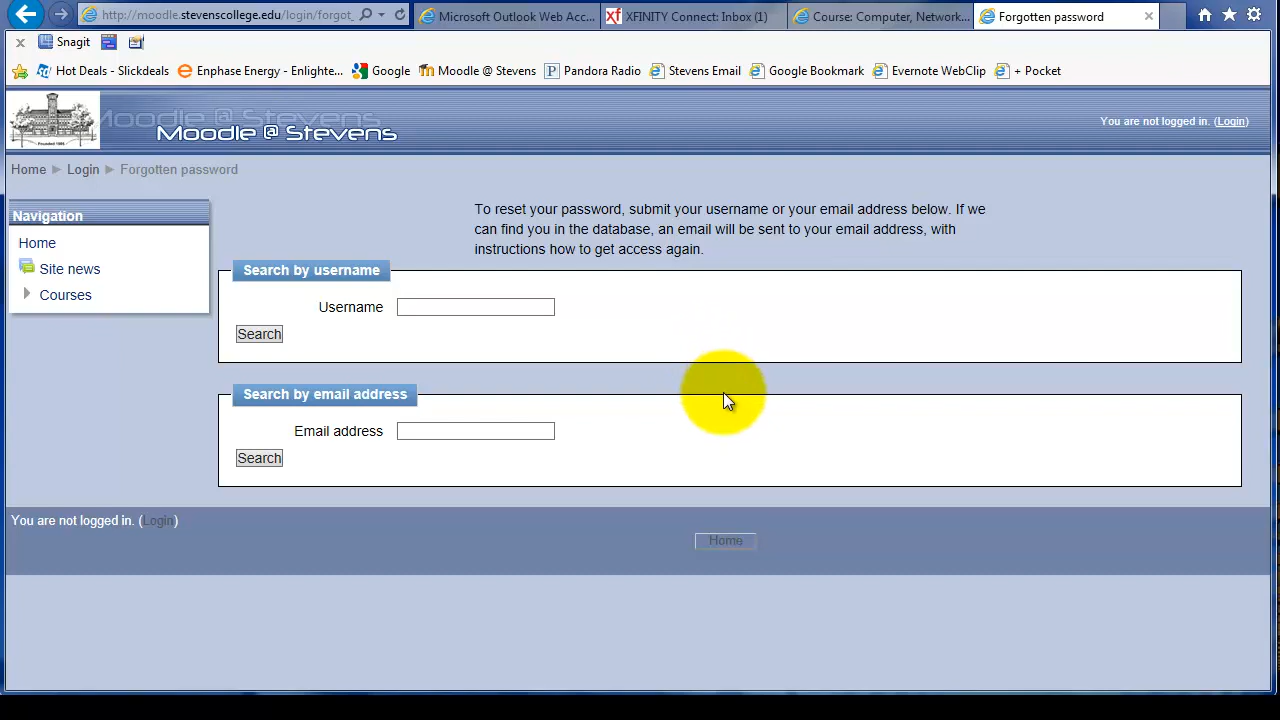 http://moodle.stevenscollege.edu/login/forgot_
Microsoft Outlook Web Acc...
XFINITY Connect: Inbox (1)
Course: Computer, Network...
Forgotten password
Snagit
Hot Deals - Slickdeals
Enphase Energy - Enlighte...
Google
Moodle @ Stevens
Pandora Radio
Stevens Email
Google Bookmark
Evernote WebClip
+ Pocket
Moodle @ Stevens
Moodle @ Stevens
You are not logged in. (Login)
Home ▶ Login ▶ Forgotten password
Navigation
Home
Site news
Courses
To reset your password, submit your username or your email address below. If we
can find you in the database, an email will be sent to your email address, with
instructions how to get access again.
Search by username
Username
Search
Search by email address
Email address
Search
You are not logged in. (Login)
Home